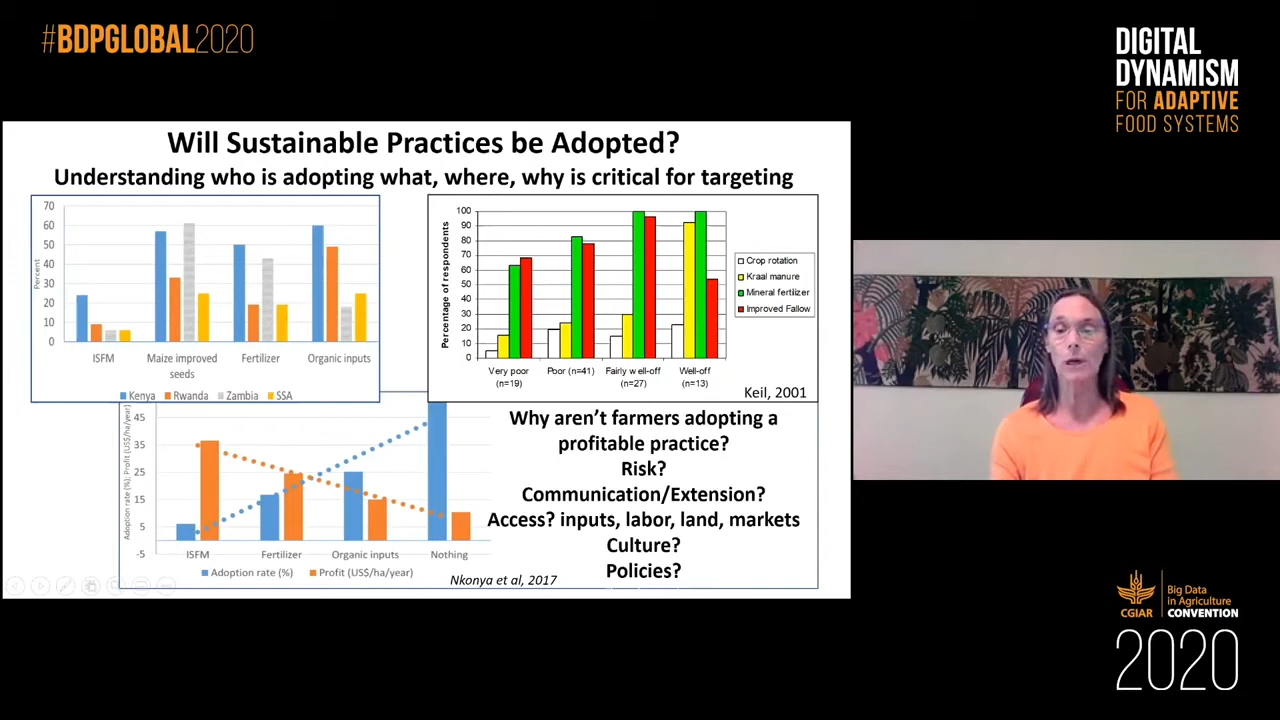 #BDPGLOBAL2020
DIGITAL
DYNAMISM
FOR ADAPTIVE
FOOD SYSTEMS
Will Sustainable Practices be Adopted?
Understanding who is adopting what, where, why is critical for targeting
70
60
50
40
30
20
10
0
Percent
ISFM
Maize improved
seeds
Fertilizer
Organic inputs
Kenya Rwanda Zambia SSA
100
90
80
70
60
50
40
30
20
10
0
Percentage of respondents
Very poor
(n=19)
Poor (n=41)
Fairly well-off
(n=27)
Well-off
(n=13)
Crop rotation
Kraal manure
Mineral fertilizer
Improved Fallow
Keil, 2001
45
35
25
15
5
-5
Adoption rate (%); Profit (US$/ha/year)
ISFM
Fertilizer
Organic inputs
Nothing
Adoption rate (%) Profit (US$/ha/year)
Nkonya et al, 2017
Why aren't farmers adopting a
profitable practice?
Risk?
Communication/Extension?
Access? inputs, labor, land, markets
Culture?
Policies?
CGIAR
Big Data
in Agriculture
CONVENTION
2020